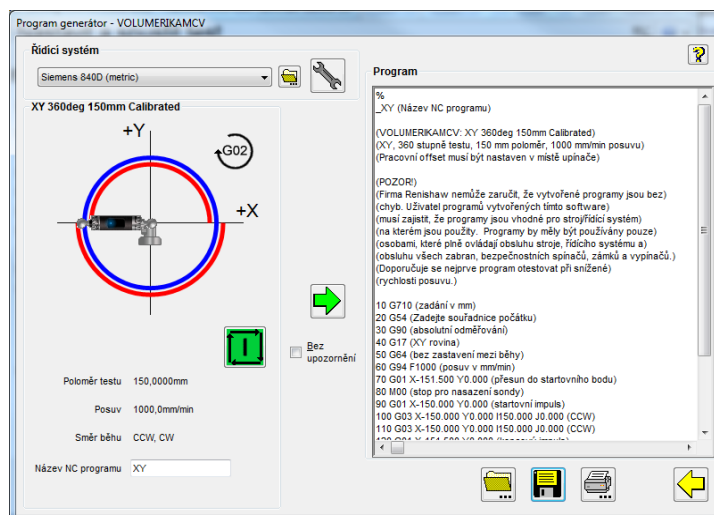 Program generátor - VOLUMERIKAMCV
Řídicí systém
Siemens 840D (metric)
XY 360deg 150mm Calibrated
+Y
G02
+X
Bez upozornění
Poloměr testu 150,0000mm
Posuv 1000,0mm/min
Směr běhu CCW, CW
Název NC programu XY
Program
%
_XY (Název NC programu)
(VOLUMERIKAMCV: XY 360deg 150mm Calibrated)
(XY, 360 stupně testu, 150 mm poloměr, 1000 mm/min posuvu)
(Pracovní offset musí být nastaven v místě upínače)
(POZOR!)
(Firma Renishaw nemůže zaručit, že vytvořené programy jsou bez)
(chyb. Uživatel programů vytvořených tímto software)
(musí zajistit, že programy jsou vhodné pro stroj/řídící systém)
(na kterém jsou použity. Programy by měly být používány pouze)
(osobami, které plně ovládají obsluhu stroje, řídícího systému a)
(obsluhu všech zabran, bezpečnostních spínačů, zámků a vypínačů.)
(Doporučuje se nejprve program otestovat při snížené)
(rychlosti posuvu.)
10 G710 (zadání v mm)
20 G54 (Zadejte souřadnice počátku)
30 G90 (absolutní odměřování)
40 G17 (XY rovina)
50 G64 (bez zastavení mezi běhy)
60 G94 F1000 (posuv v mm/min)
70 G01 X-151.500 Y0.000 (přesun do startovního bodu)
80 M00 (stop pro nasazení sondy)
90 G01 X-150.000 Y0.000 (startovní impuls)
100 G03 X-150.000 Y0.000 I150.000 J0.000 (CCW)
110 G03 X-150.000 Y0.000 I150.000 J0.000 (CCW)
120 G01 X-151.500 Y0.000 (koncový impuls)